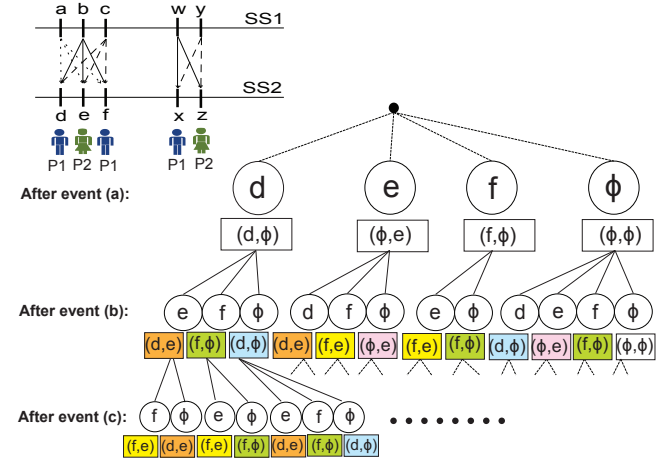 a b c w y
SS1
SS2
d e f x z
P1 P2 P1 P1 P2
After event (a):
d e f ϕ
(d,ϕ) (ϕ,e) (f,ϕ) (ϕ,ϕ)
After event (b):
e f ϕ d f ϕ e ϕ d e f ϕ
(d,e) (f,ϕ) (d,ϕ) (d,e) (f,e) (ϕ,e) (f,e) (f,ϕ) (d,ϕ) (ϕ,e) (f,ϕ) (ϕ,ϕ)
After event (c):
f ϕ e ϕ e f ϕ
(f,e) (d,e) (f,e) (f,ϕ) (d,e) (f,ϕ) (d,ϕ)